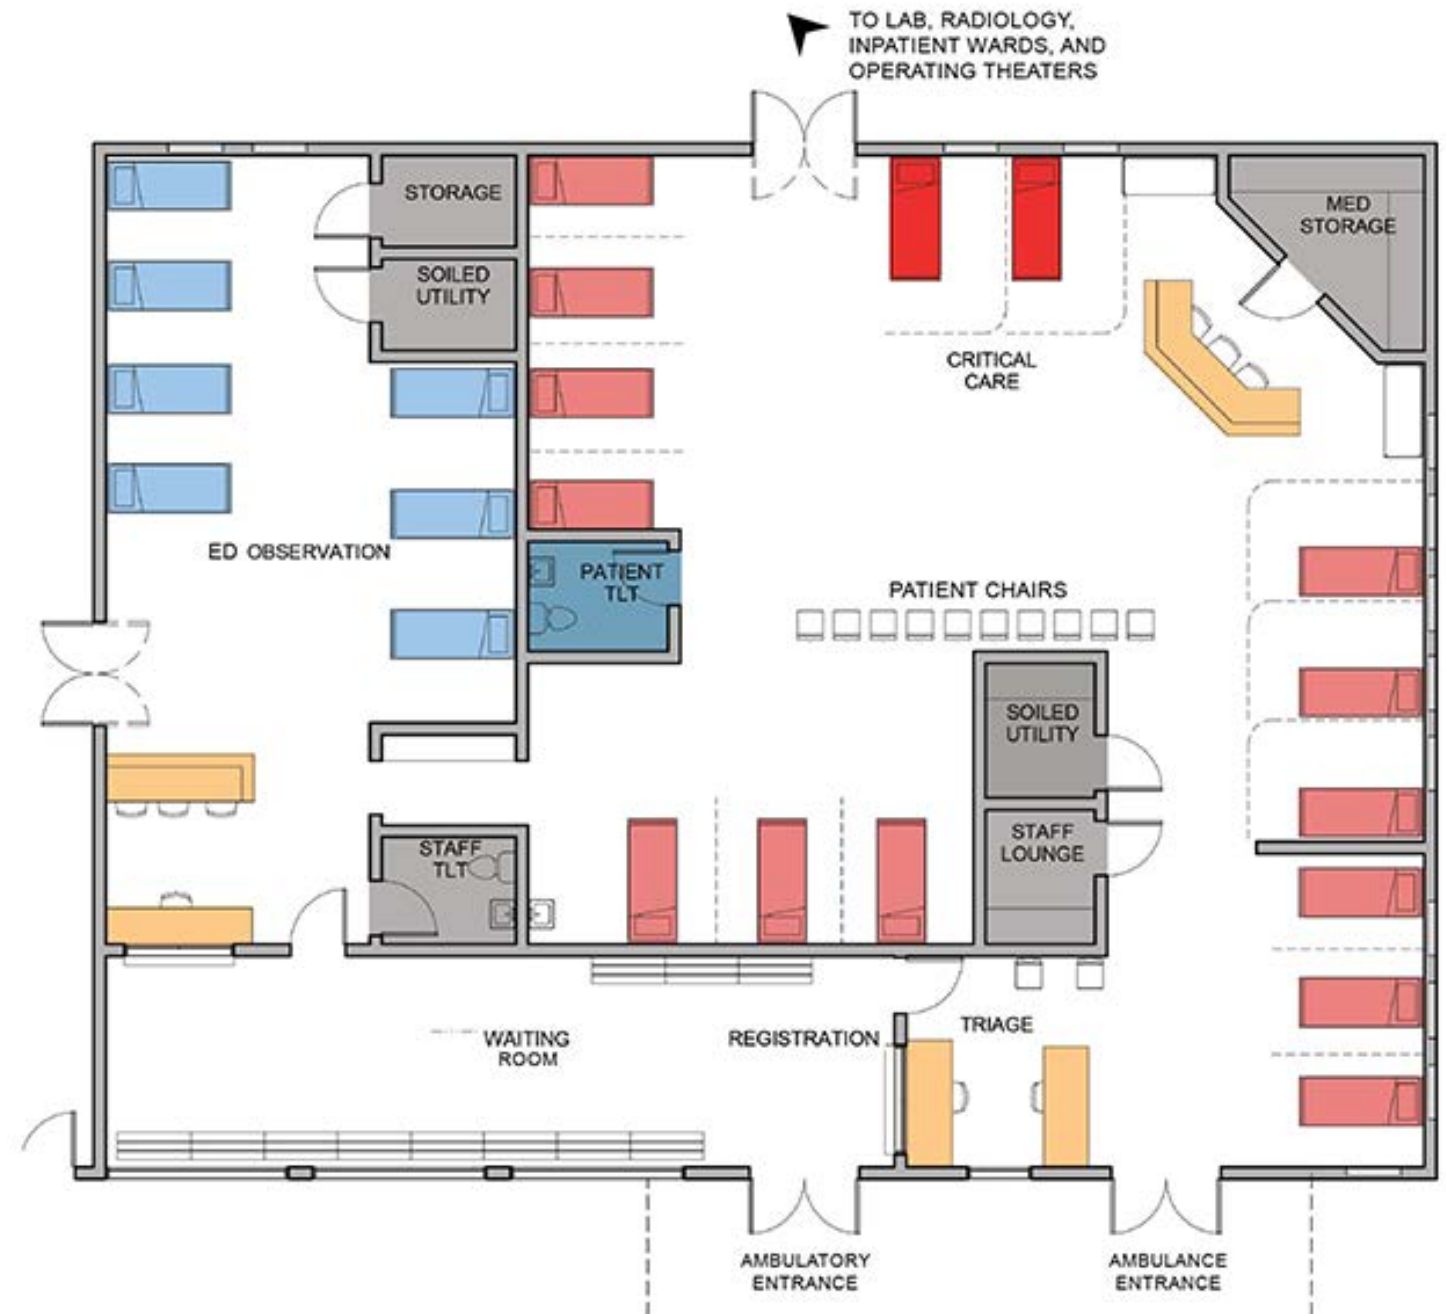 TO LAB, RADIOLOGY,
INPATIENT WARDS, AND
OPERATING THEATERS
STORAGE
MED
STORAGE
SOILED
UTILITY
CRITICAL
CARE
ED OBSERVATION
PATIENT
TLT
PATIENT CHAIRS
SOILED
UTILITY
STAFF
TLT
STAFF
LOUNGE
WAITING
ROOM
REGISTRATION
TRIAGE
AMBULATORY
ENTRANCE
AMBULANCE
ENTRANCE